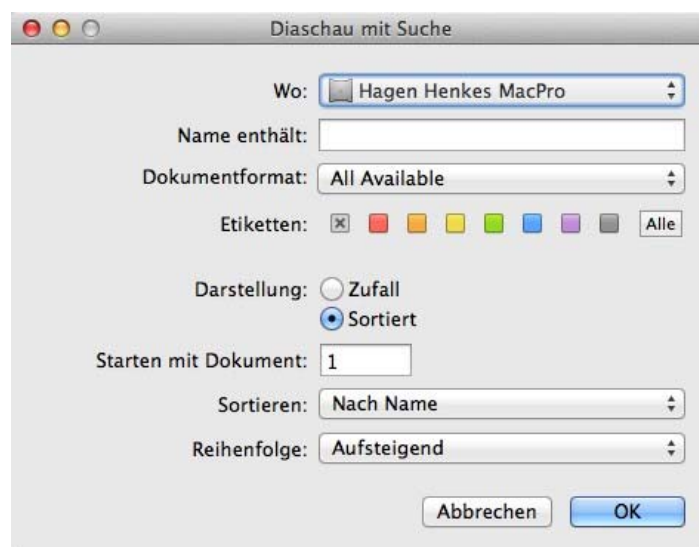 Diaschau mit Suche
Wo: Hagen Henkes MacPro
Name enthält:
Dokumentformat: All Available
Etiketten: Alle
Darstellung: Zufall
Sortiert
Starten mit Dokument: 1
Sortieren: Nach Name
Reihenfolge: Aufsteigend
Abbrechen OK